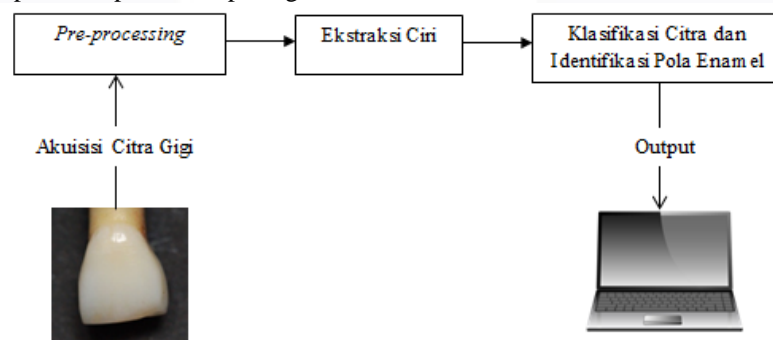 Pre-processing
Ekstraksi Ciri
Klasifikasi Citra dan
Identifikasi Pola Enamel
Akuisisi Citra Gigi
Output